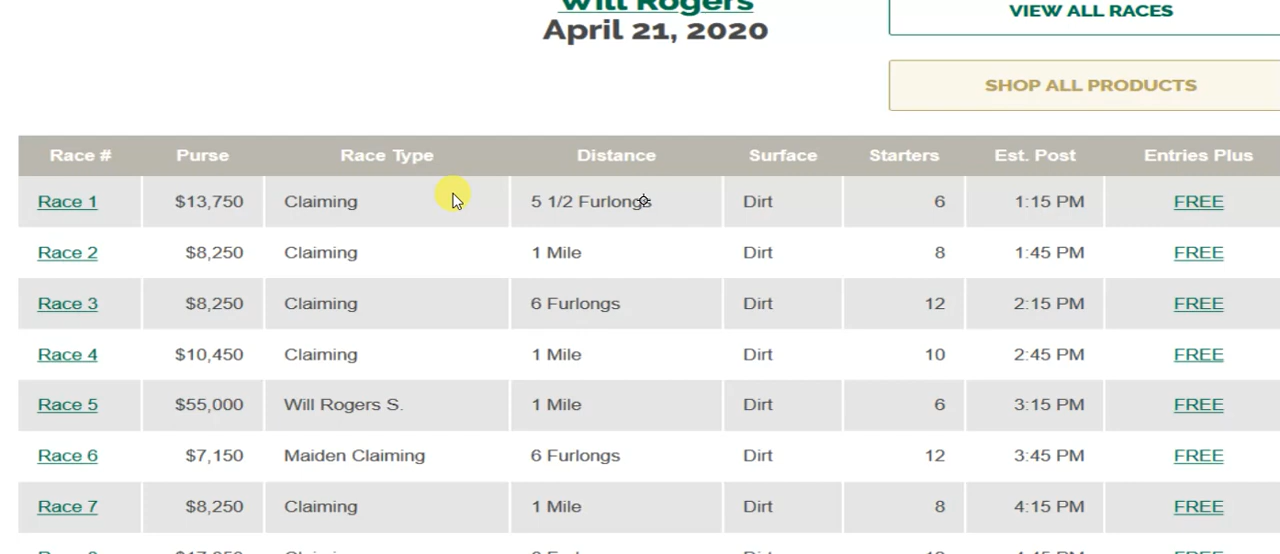 Will Rogers
April 21, 2020
VIEW ALL RACES
SHOP ALL PRODUCTS
Race # Purse Race Type Distance Surface Starters Est. Post Entries Plus
Race 1 $13,750 Claiming 5 1/2 Furlongs Dirt 6 1:15 PM FREE
Race 2 $8,250 Claiming 1 Mile Dirt 8 1:45 PM FREE
Race 3 $8,250 Claiming 6 Furlongs Dirt 12 2:15 PM FREE
Race 4 $10,450 Claiming 1 Mile Dirt 10 2:45 PM FREE
Race 5 $55,000 Will Rogers S. 1 Mile Dirt 6 3:15 PM FREE
Race 6 $7,150 Maiden Claiming 6 Furlongs Dirt 12 3:45 PM FREE
Race 7 $8,250 Claiming 1 Mile Dirt 8 4:15 PM FREE